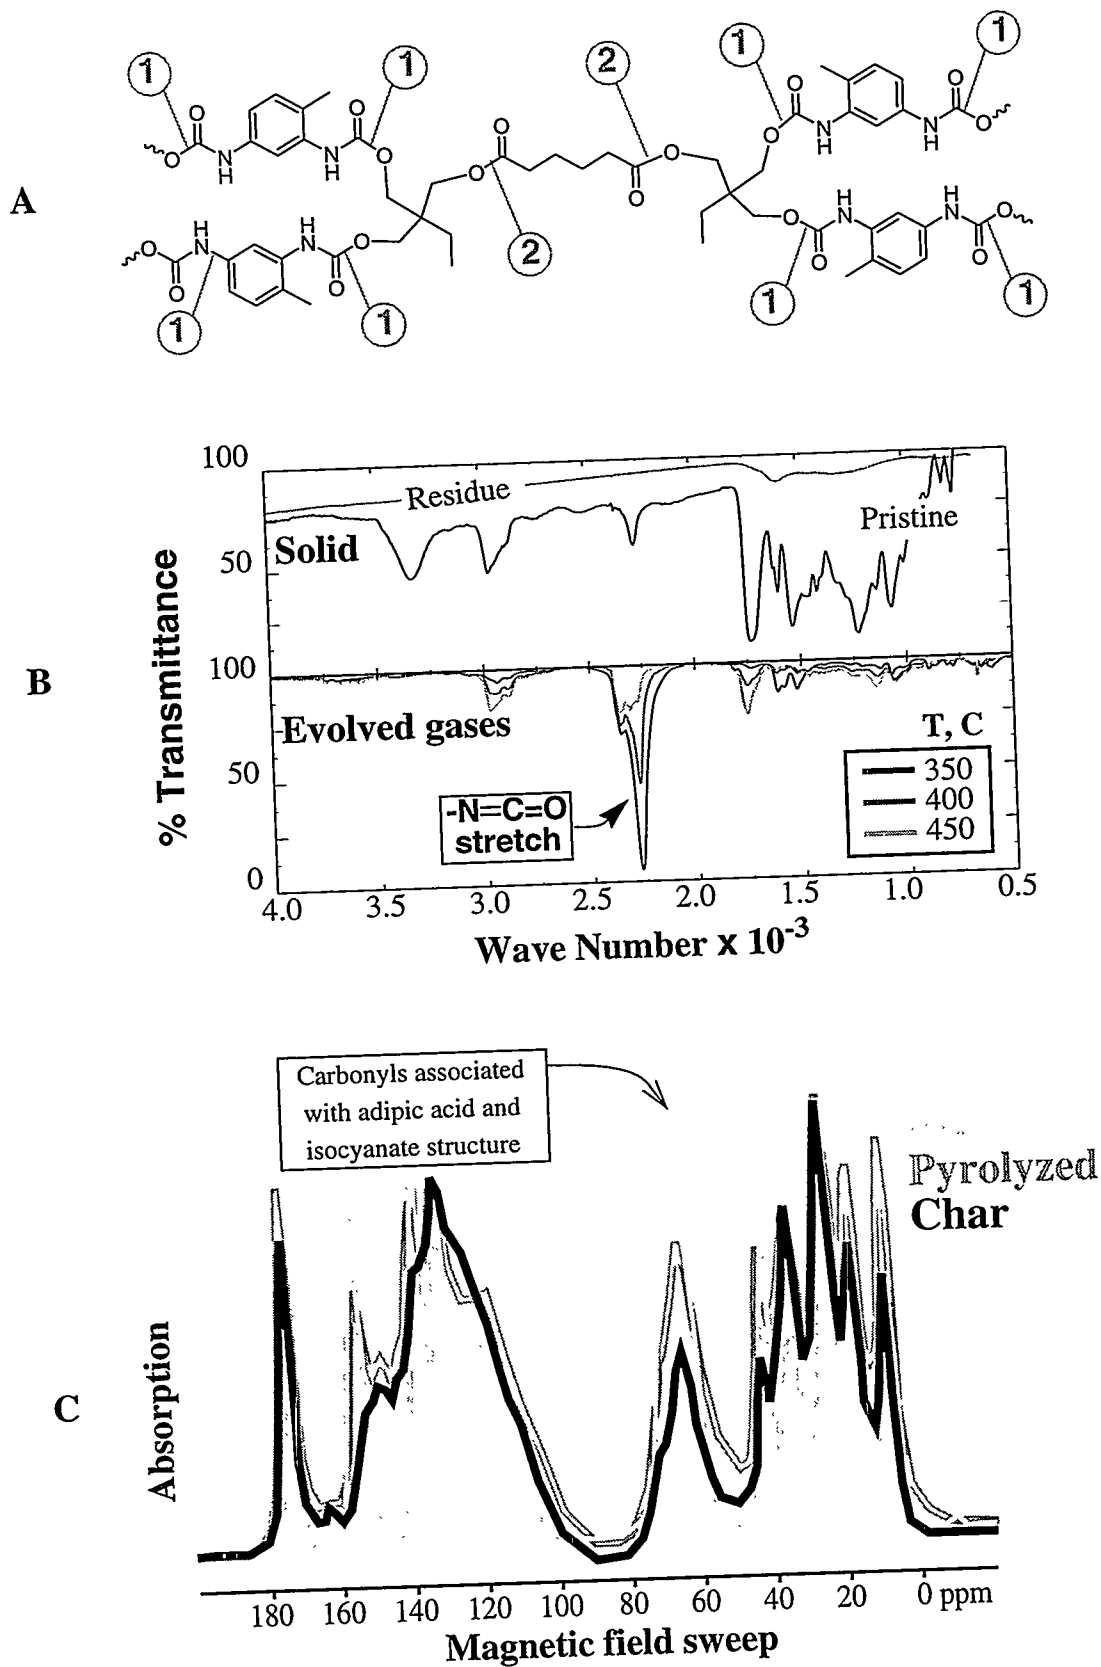 A
1
1
2
1
1
O
O
O
O
O
O
N
H
N
H
O
O
O
O
O
O
N
H
N
H
O
O
O
O
H
N
H
N
O
O
O
O
H
N
H
N
O
O
2
1
1
1
1
B
% Transmittance
100
Residue
Solid
50
Pristine
100
Evolved gases
50
-N=C=O
stretch
T, C
350
400
450
0
4.0 3.5 3.0 2.5 2.0 1.5 1.0 0.5
Wave Number x 10-3
C
Absorption
Carbonyls associated
with adipic acid and
isocyanate structure
Pyrolyzed
Char
180 160 140 120 100 80 60 40 20 0 ppm
Magnetic field sweep